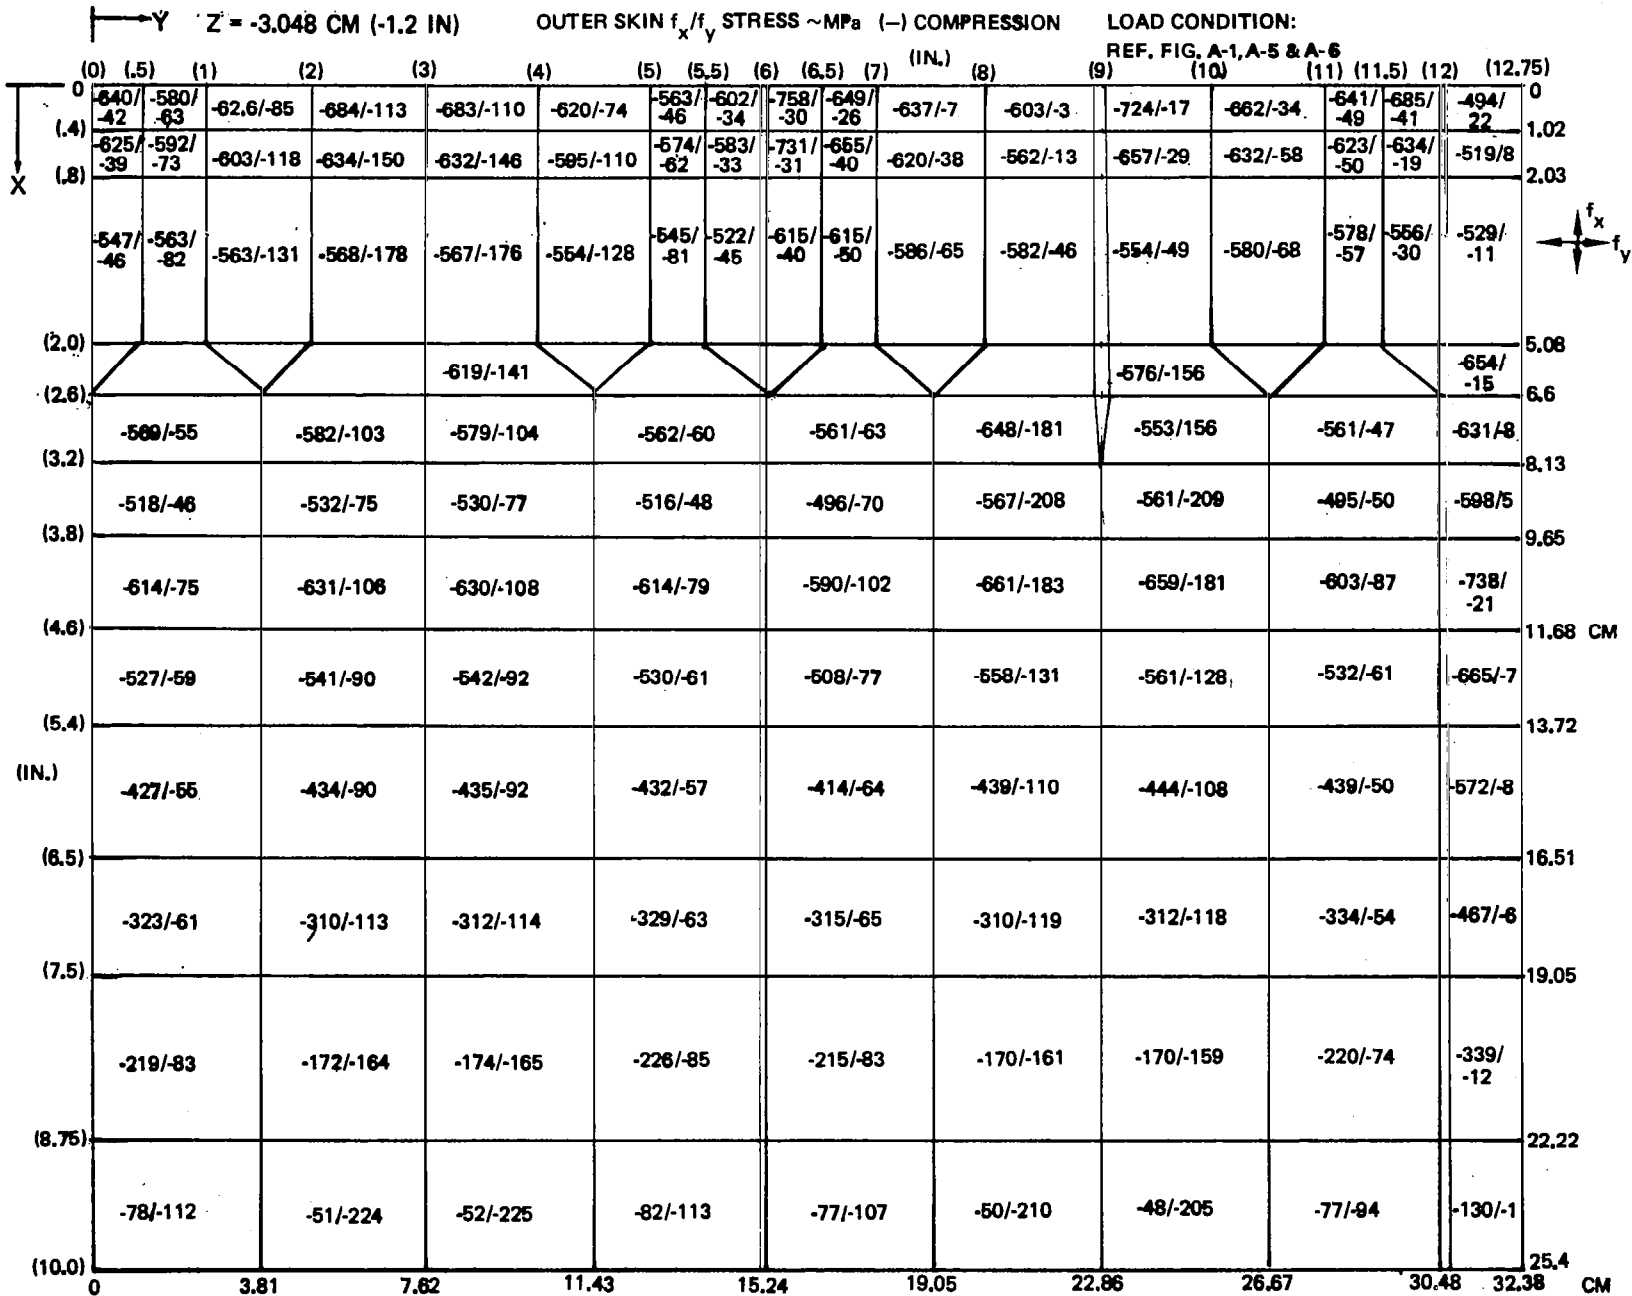 Y Z = -3.048 CM (-1.2 IN) OUTER SKIN fx/fy STRESS ~MPa (–) COMPRESSION LOAD CONDITION:
(IN.) REF. FIG. A-1, A-5 & A-6
(0) (.5) (1) (2) (3) (4) (5) (5.5) (6) (6.5) (7) (8) (9) (10) (11) (11.5) (12) (12.75)
0 -640/-42 -580/-63 -62.6/-85 -684/-113 -683/-110 -620/-74 -563/-46 -602/-34 -758/-30 -649/-26 -637/-7 -603/-3 -724/-17 -662/-34 -641/-49 -685/-41 -494/22 0
(.4) 1.02
-625/-39 -592/-73 -603/-118 -634/-150 -632/-146 -595/-110 -574/-62 -583/-33 -731/-31 -655/-40 -620/-38 -562/-13 -657/-29 -632/-58 -623/-50 -634/-19 -519/8
X (.8) 2.03
-547/-46 -563/-82 -563/-131 -568/-178 -567/-176 -554/-128 -545/-81 -522/-45 -615/-40 -615/-50 -586/-65 -582/-46 -554/-49 -580/-68 -578/-57 -556/-30 -529/-11 fx fy
(2.0) 5.08
-619/-141 -576/-156 -654/-15
(2.6) 6.6
-569/-55 -582/-103 -579/-104 -562/-60 -561/-63 -648/-181 -553/156 -561/-47 -631/-8
(3.2) 8.13
-518/-46 -532/-75 -530/-77 -516/-48 -496/-70 -567/-208 -561/-209 -495/-50 -598/5
(3.8) 9.65
-614/-75 -631/-106 -630/-108 -614/-79 -590/-102 -661/-183 -659/-181 -603/-87 -738/-21
(4.6) 11.68 CM
-527/-59 -541/-90 -542/-92 -530/-61 -508/-77 -558/-131 -561/-128 -532/-61 -665/-7
(5.4) 13.72
(IN.) -427/-55 -434/-90 -435/-92 -432/-57 -414/-64 -439/-110 -444/-108 -439/-50 -572/-8
(6.5) 16.51
-323/-61 -310/-113 -312/-114 -329/-63 -315/-65 -310/-119 -312/-118 -334/-54 -467/-6
(7.5) 19.05
-219/-83 -172/-164 -174/-165 -226/-85 -215/-83 -170/-161 -170/-159 -220/-74 -339/-12
(8.75) 22.22
-78/-112 -51/-224 -52/-225 -82/-113 -77/-107 -50/-210 -48/-205 -77/-94 -130/-1
(10.0) 25.4
0 3.81 7.62 11.43 15.24 19.05 22.86 26.67 30.48 32.38 CM